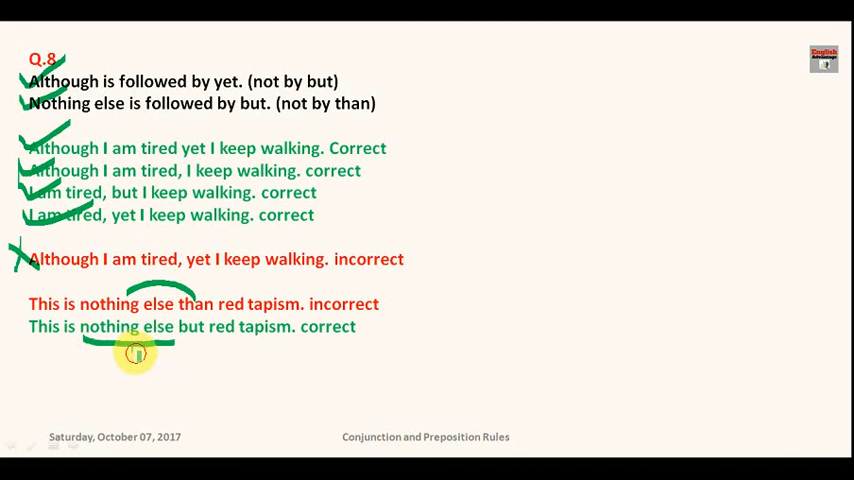 Q.8
Although is followed by yet. (not by but)
Nothing else is followed by but. (not by than)
Although I am tired yet I keep walking. Correct
Although I am tired, I keep walking. correct
I am tired, but I keep walking. correct
I am tired, yet I keep walking. correct
Although I am tired, yet I keep walking. incorrect
This is nothing else than red tapism. incorrect
This is nothing else but red tapism. correct
Saturday, October 07, 2017
Conjunction and Preposition Rules
English